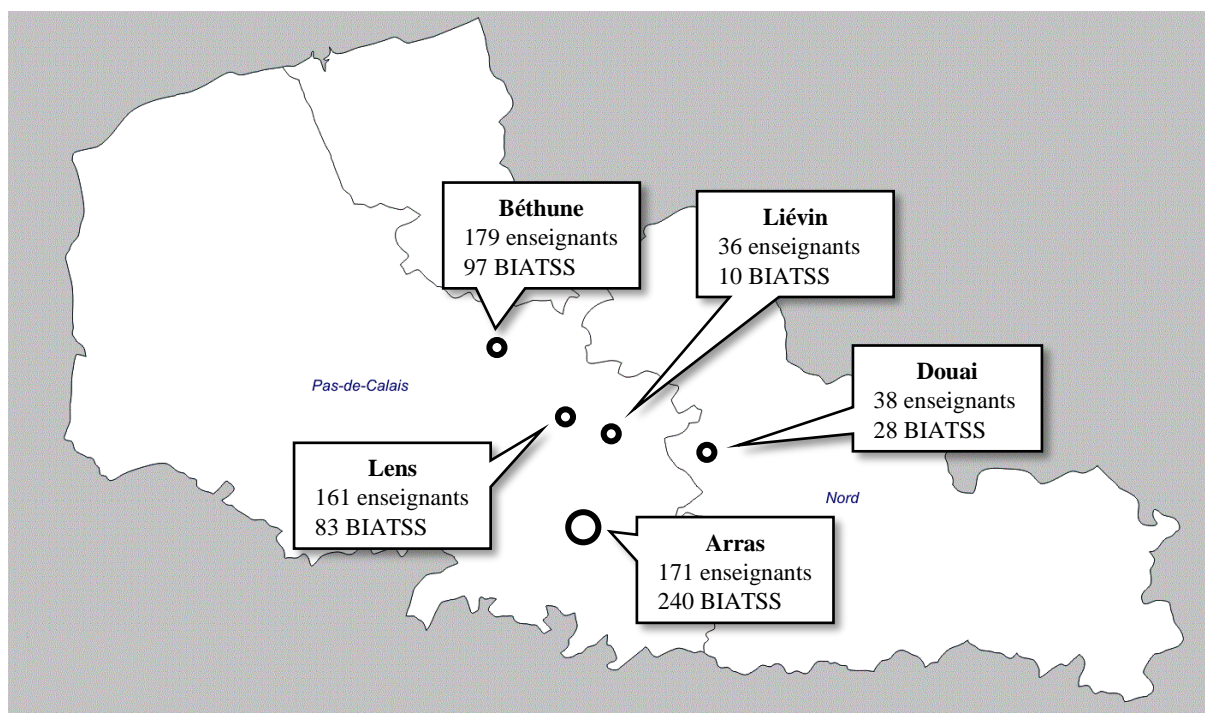 Béthune
179 enseignants
97 BIATSS
Liévin
36 enseignants
10 BIATSS
Pas-de-Calais
Douai
38 enseignants
28 BIATSS
Lens
161 enseignants
83 BIATSS
Nord
Arras
171 enseignants
240 BIATSS